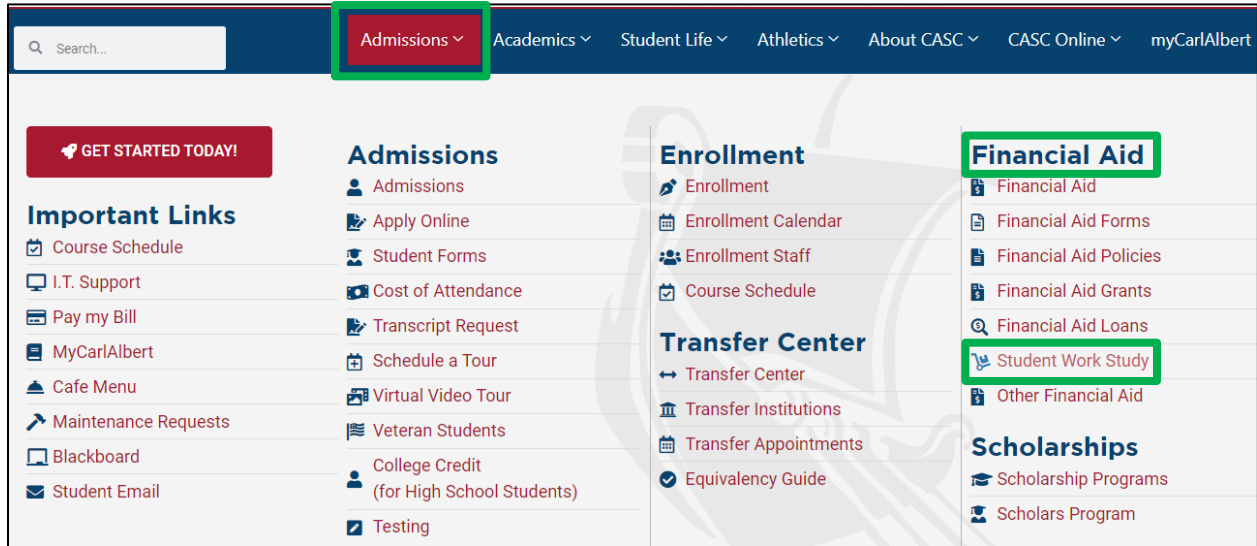 Search...
Admissions
Academics
Student Life
Athletics
About CASC
CASC Online
myCarlAlbert
GET STARTED TODAY!
Important Links
Course Schedule
I.T. Support
Pay my Bill
MyCarlAlbert
Cafe Menu
Maintenance Requests
Blackboard
Student Email
Admissions
Admissions
Apply Online
Student Forms
Cost of Attendance
Transcript Request
Schedule a Tour
Virtual Video Tour
Veteran Students
College Credit
(for High School Students)
Testing
Enrollment
Enrollment
Enrollment Calendar
Enrollment Staff
Course Schedule
Transfer Center
Transfer Center
Transfer Institutions
Transfer Appointments
Equivalency Guide
Financial Aid
Financial Aid
Financial Aid Forms
Financial Aid Policies
Financial Aid Grants
Financial Aid Loans
Student Work Study
Other Financial Aid
Scholarships
Scholarship Programs
Scholars Program